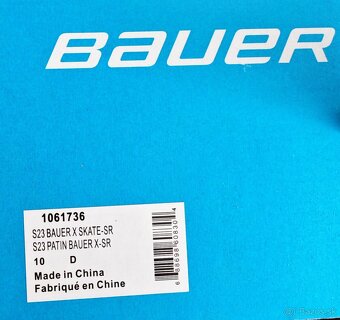 BAUER
1061736
S23 BAUER X SKATE-SR
S23 PATIN BAUER X-SR
10 D
Made in China
Fabriqué en Chine